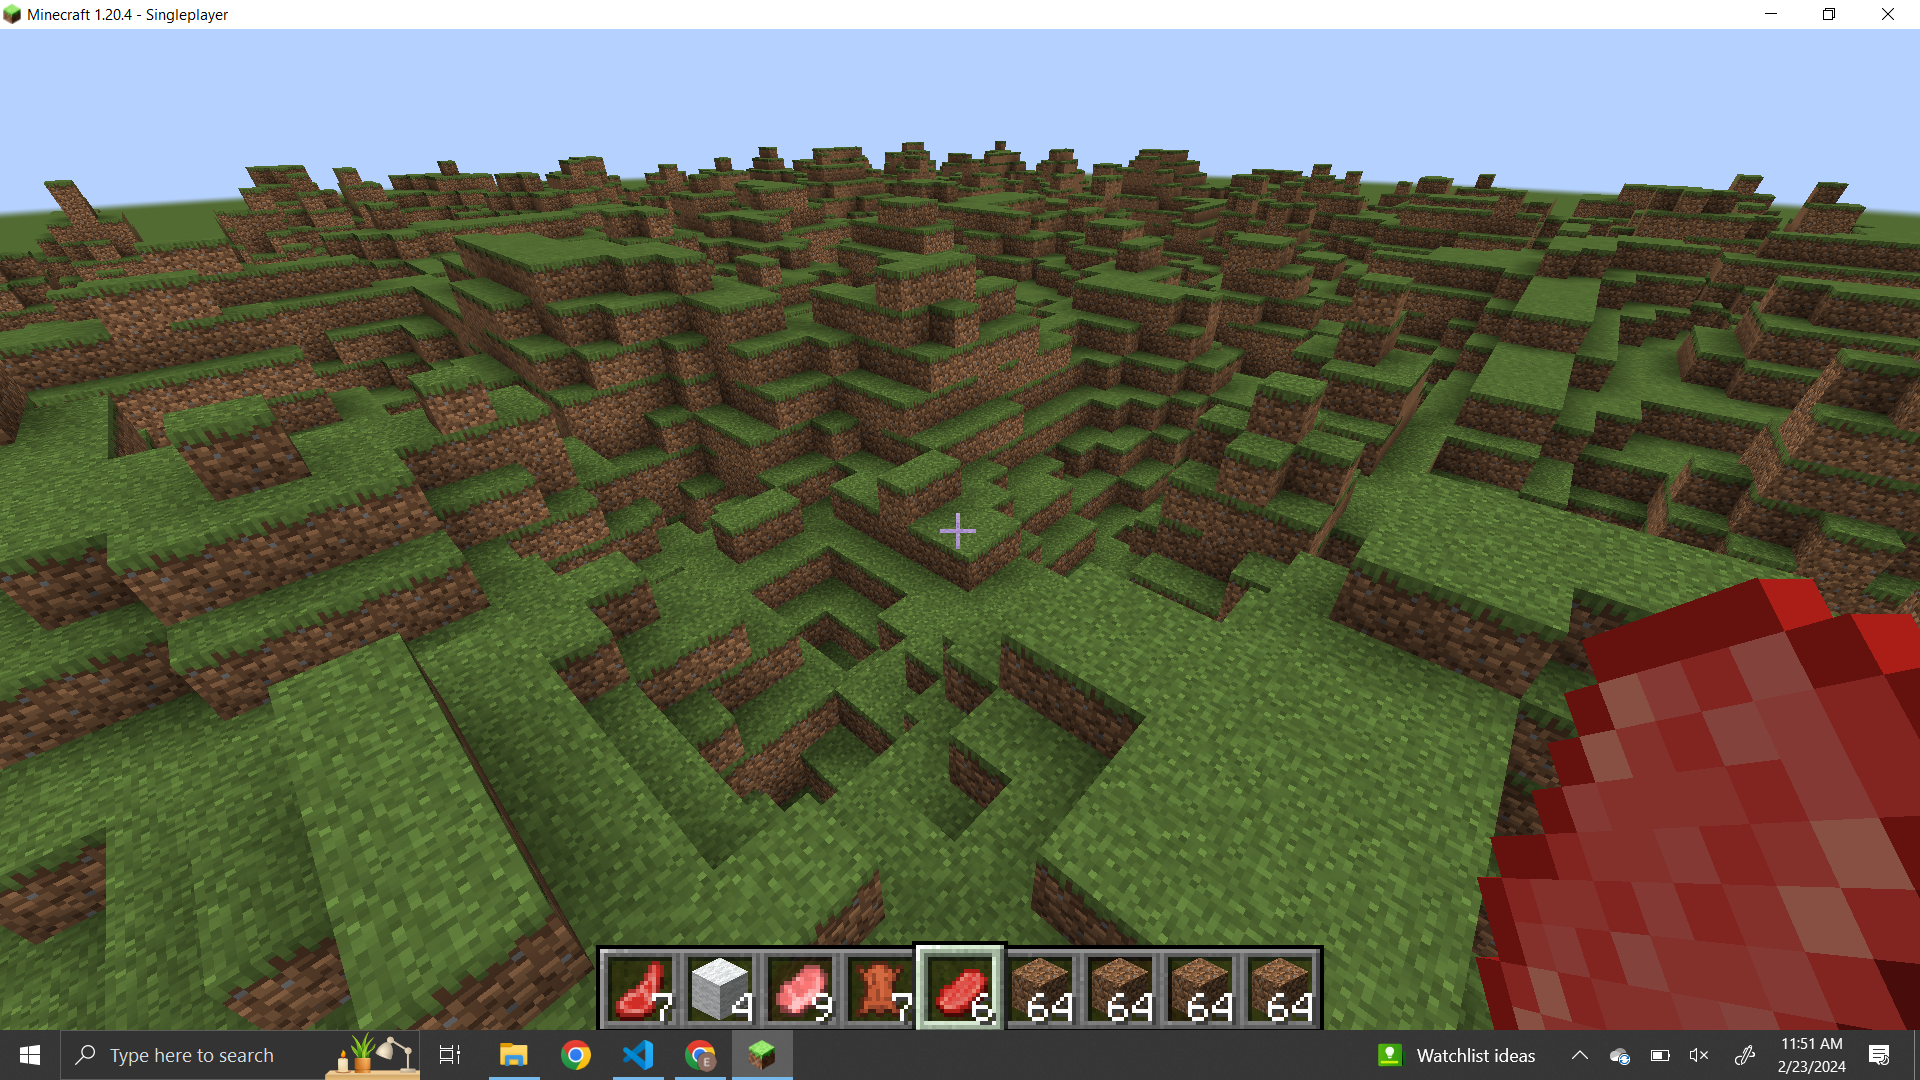 Minecraft 1.20.4 - Singleplayer
7 4 9 7 6 64 64 64 64
Type here to search
E
Watchlist ideas
11:51 AM
2/23/2024